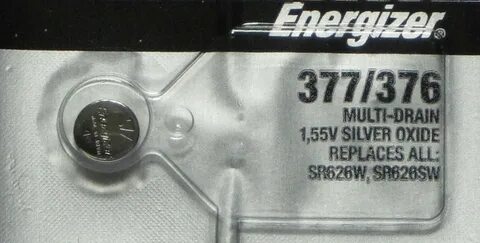 Energizer
377/376
MULTI-DRAIN
1,55V SILVER OXIDE
REPLACES ALL:
SR626W, SR626SW